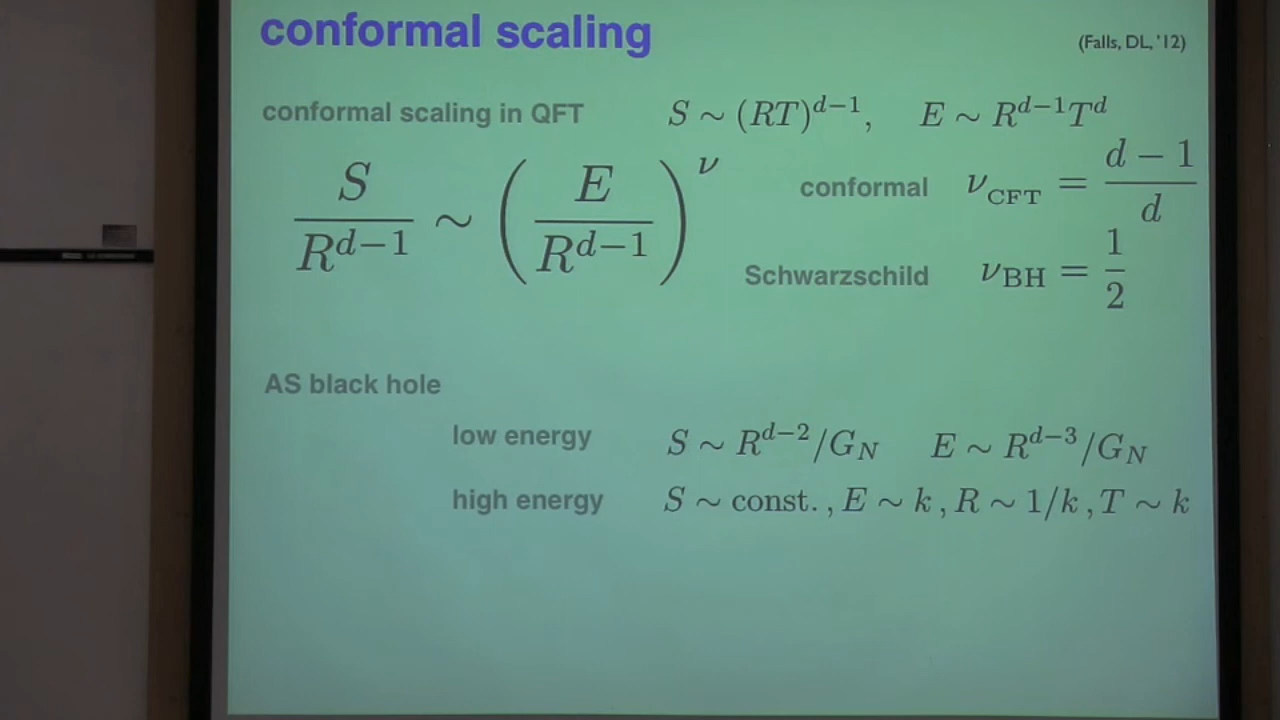 conformal scaling
(Falls, DL, '12)
conformal scaling in QFT S ∼ (RT)^{d−1}, E ∼ R^{d−1}T^d
S/R^{d−1} ∼ (E/R^{d−1})^ν
conformal ν_CFT = (d − 1)/d
Schwarzschild ν_BH = 1/2
AS black hole
low energy S ∼ R^{d−2}/G_N E ∼ R^{d−3}/G_N
high energy S ∼ const. , E ∼ k , R ∼ 1/k , T ∼ k